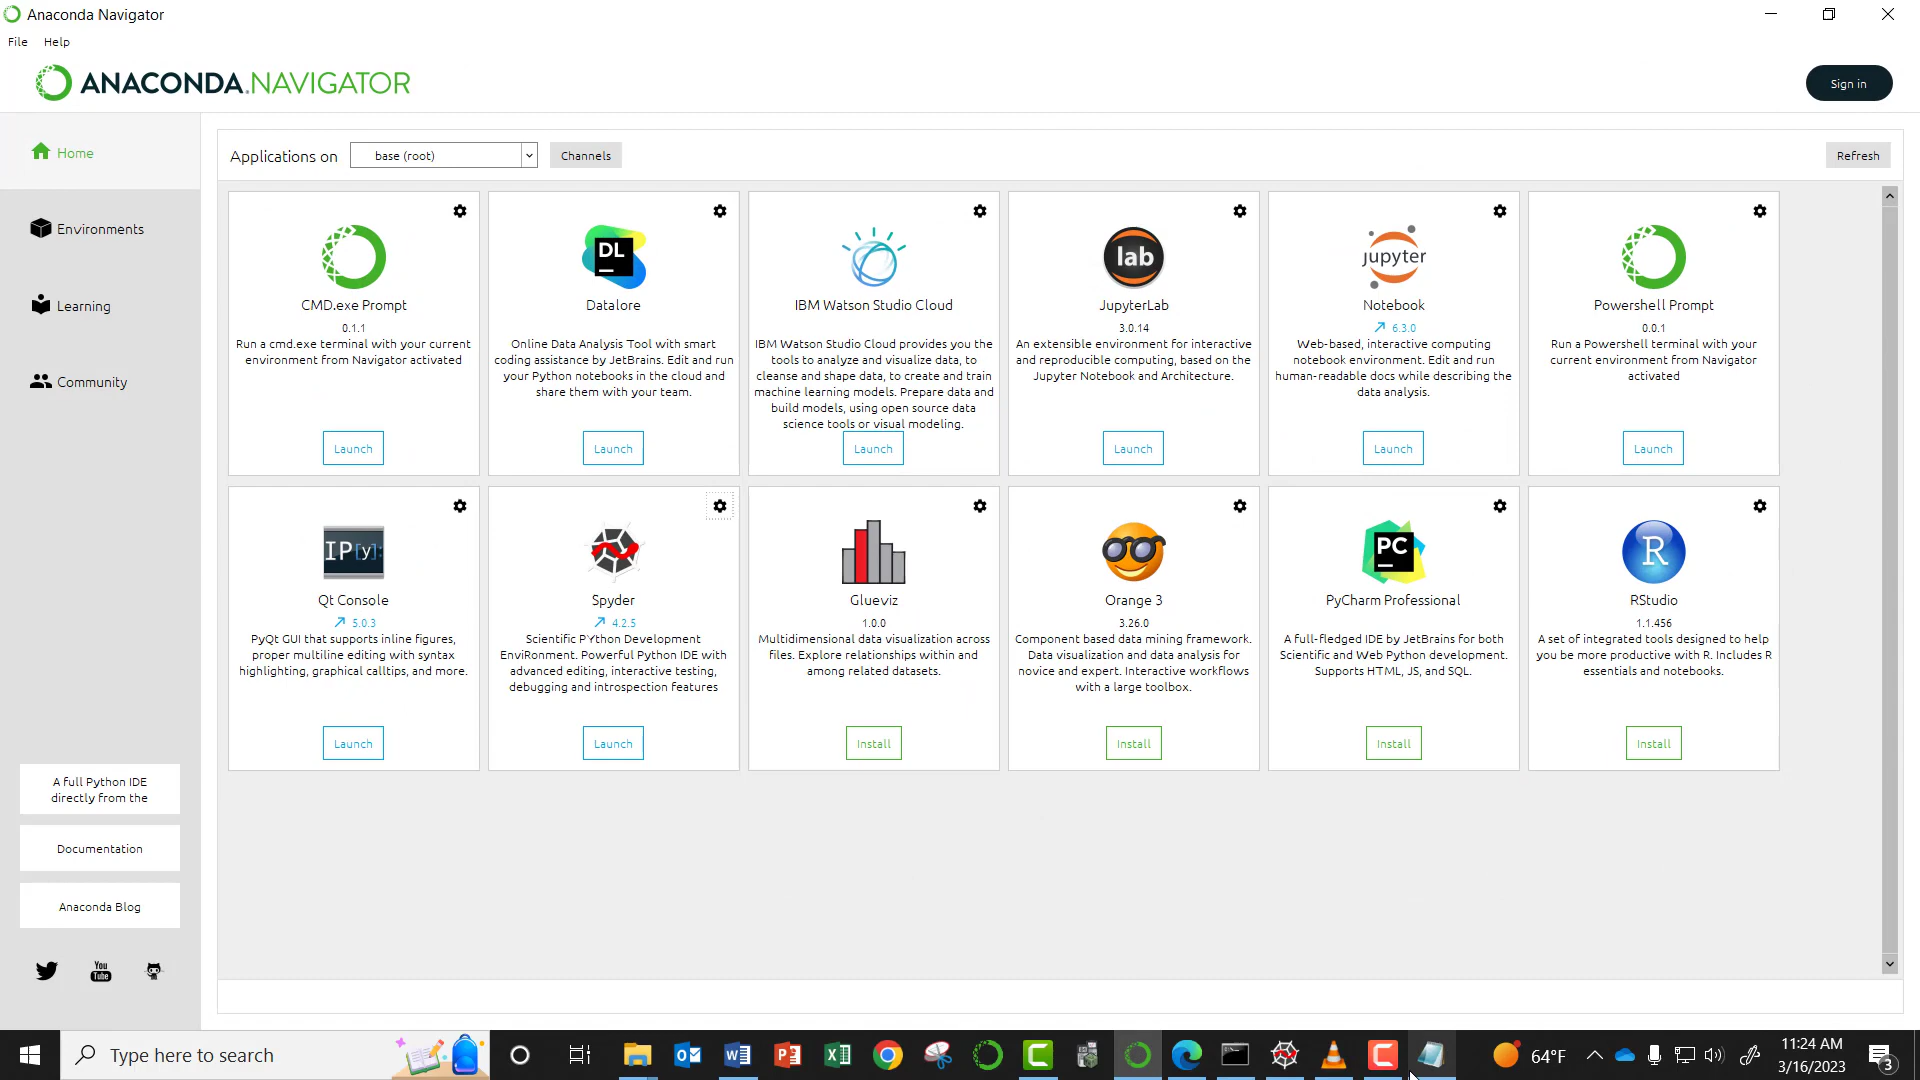 Anaconda Navigator
File Help
ANACONDA.NAVIGATOR
Sign in
Home
Environments
Learning
Community
Applications on
base (root)
Channels
Refresh
CMD.exe Prompt
0.1.1
Run a cmd.exe terminal with your current
environment from Navigator activated
Launch
DL
Datalore
Online Data Analysis Tool with smart
coding assistance by JetBrains. Edit and run
your Python notebooks in the cloud and
share them with your team.
Launch
IBM Watson Studio Cloud
IBM Watson Studio Cloud provides you the
tools to analyze and visualize data, to
cleanse and shape data, to create and train
machine learning models. Prepare data and
build models, using open source data
science tools or visual modeling.
Launch
lab
JupyterLab
3.0.14
An extensible environment for interactive
and reproducible computing, based on the
Jupyter Notebook and Architecture.
Launch
jupyter
Notebook
6.3.0
Web-based, interactive computing
notebook environment. Edit and run
human-readable docs while describing the
data analysis.
Launch
Powershell Prompt
0.0.1
Run a Powershell terminal with your
current environment from Navigator
activated
Launch
IP[y]:
Qt Console
5.0.3
PyQt GUI that supports inline figures,
proper multiline editing with syntax
highlighting, graphical calltips, and more.
Launch
Spyder
4.2.5
Scientific PYthon Development
EnviRonment. Powerful Python IDE with
advanced editing, interactive testing,
debugging and introspection features
Launch
Glueviz
1.0.0
Multidimensional data visualization across
files. Explore relationships within and
among related datasets.
Install
Orange 3
3.26.0
Component based data mining framework.
Data visualization and data analysis for
novice and expert. Interactive workflows
with a large toolbox.
Install
PC
PyCharm Professional
A full-fledged IDE by JetBrains for both
Scientific and Web Python development.
Supports HTML, JS, and SQL.
Install
R
RStudio
1.1.456
A set of integrated tools designed to help
you be more productive with R. Includes R
essentials and notebooks.
Install
A full Python IDE
directly from the
Documentation
Anaconda Blog
You
Tube
Type here to search
64°F
11:24 AM
3/16/2023
3